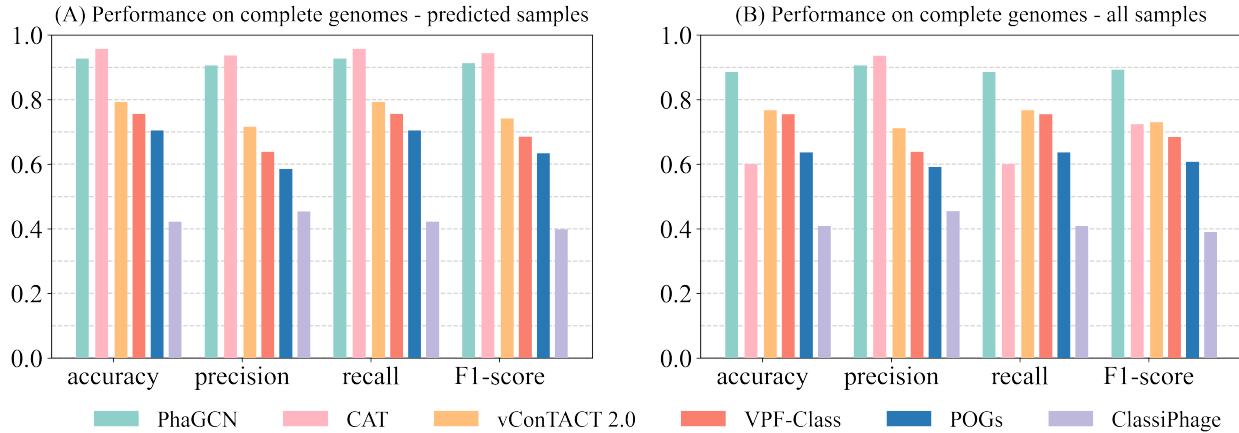 (A) Performance on complete genomes - predicted samples
1.0
0.8
0.6
0.4
0.2
0.0
accuracy precision recall F1-score
(B) Performance on complete genomes - all samples
1.0
0.8
0.6
0.4
0.2
0.0
accuracy precision recall F1-score
PhaGCN CAT vConTACT 2.0 VPF-Class POGs ClassiPhage